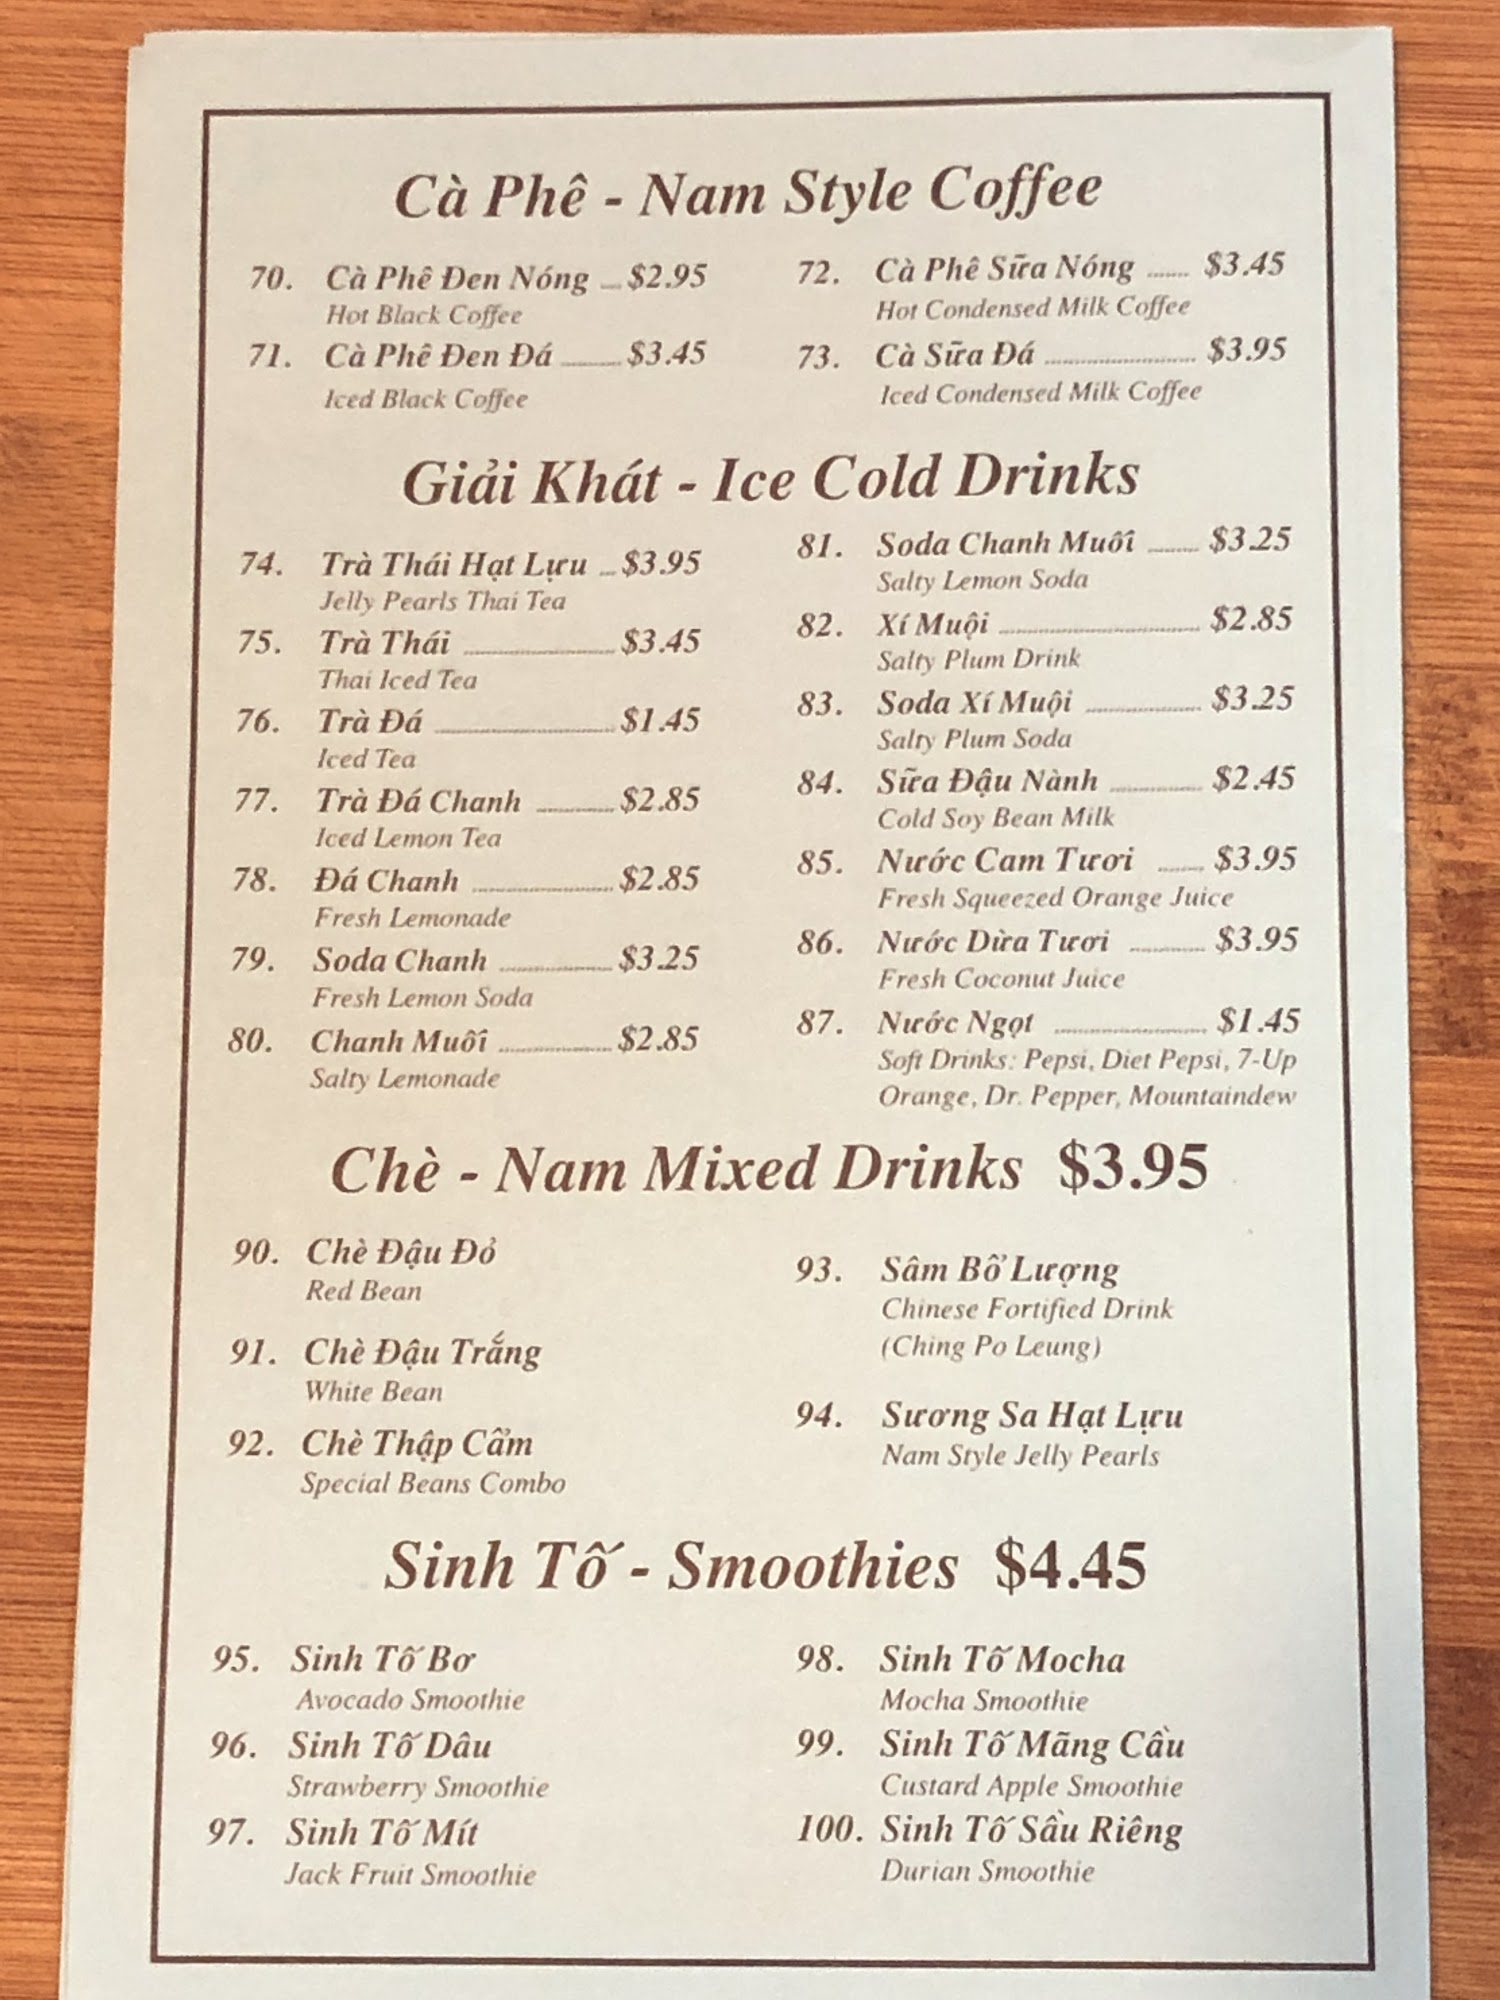 Cà Phê - Nam Style Coffee
70. Cà Phê Đen Nóng $2.95
Hot Black Coffee
71. Cà Phê Đen Đá $3.45
Iced Black Coffee
72. Cà Phê Sữa Nóng $3.45
Hot Condensed Milk Coffee
73. Cà Sữa Đá $3.95
Iced Condensed Milk Coffee
Giải Khát - Ice Cold Drinks
74. Trà Thái Hạt Lựu $3.95
Jelly Pearls Thai Tea
75. Trà Thái $3.45
Thai Iced Tea
76. Trà Đá $1.45
Iced Tea
77. Trà Đá Chanh $2.85
Iced Lemon Tea
78. Đá Chanh $2.85
Fresh Lemonade
79. Soda Chanh $3.25
Fresh Lemon Soda
80. Chanh Muối $2.85
Salty Lemonade
81. Soda Chanh Muối $3.25
Salty Lemon Soda
82. Xí Muội $2.85
Salty Plum Drink
83. Soda Xí Muội $3.25
Salty Plum Soda
84. Sữa Đậu Nành $2.45
Cold Soy Bean Milk
85. Nước Cam Tươi $3.95
Fresh Squeezed Orange Juice
86. Nước Dừa Tươi $3.95
Fresh Coconut Juice
87. Nước Ngọt $1.45
Soft Drinks: Pepsi, Diet Pepsi, 7-Up
Orange, Dr. Pepper, Mountaindew
Chè - Nam Mixed Drinks $3.95
90. Chè Đậu Đỏ
Red Bean
91. Chè Đậu Trắng
White Bean
92. Chè Thập Cẩm
Special Beans Combo
93. Sâm Bổ Lượng
Chinese Fortified Drink
(Ching Po Leung)
94. Sương Sa Hạt Lựu
Nam Style Jelly Pearls
Sinh Tố - Smoothies $4.45
95. Sinh Tố Bơ
Avocado Smoothie
96. Sinh Tố Dâu
Strawberry Smoothie
97. Sinh Tố Mít
Jack Fruit Smoothie
98. Sinh Tố Mocha
Mocha Smoothie
99. Sinh Tố Mãng Cầu
Custard Apple Smoothie
100. Sinh Tố Sầu Riêng
Durian Smoothie